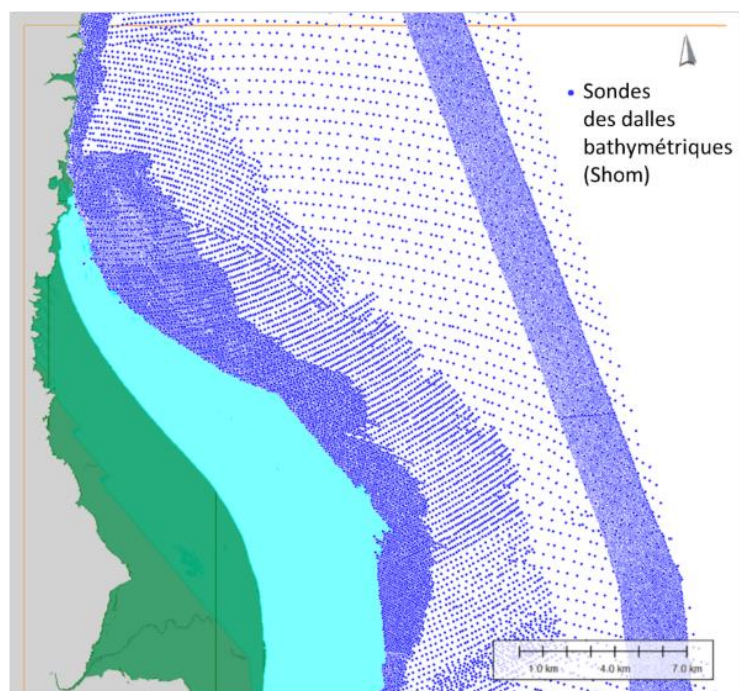 Sondes
des dalles
bathymétriques
(Shom)
1.0 km 4.0 km 7.0 km